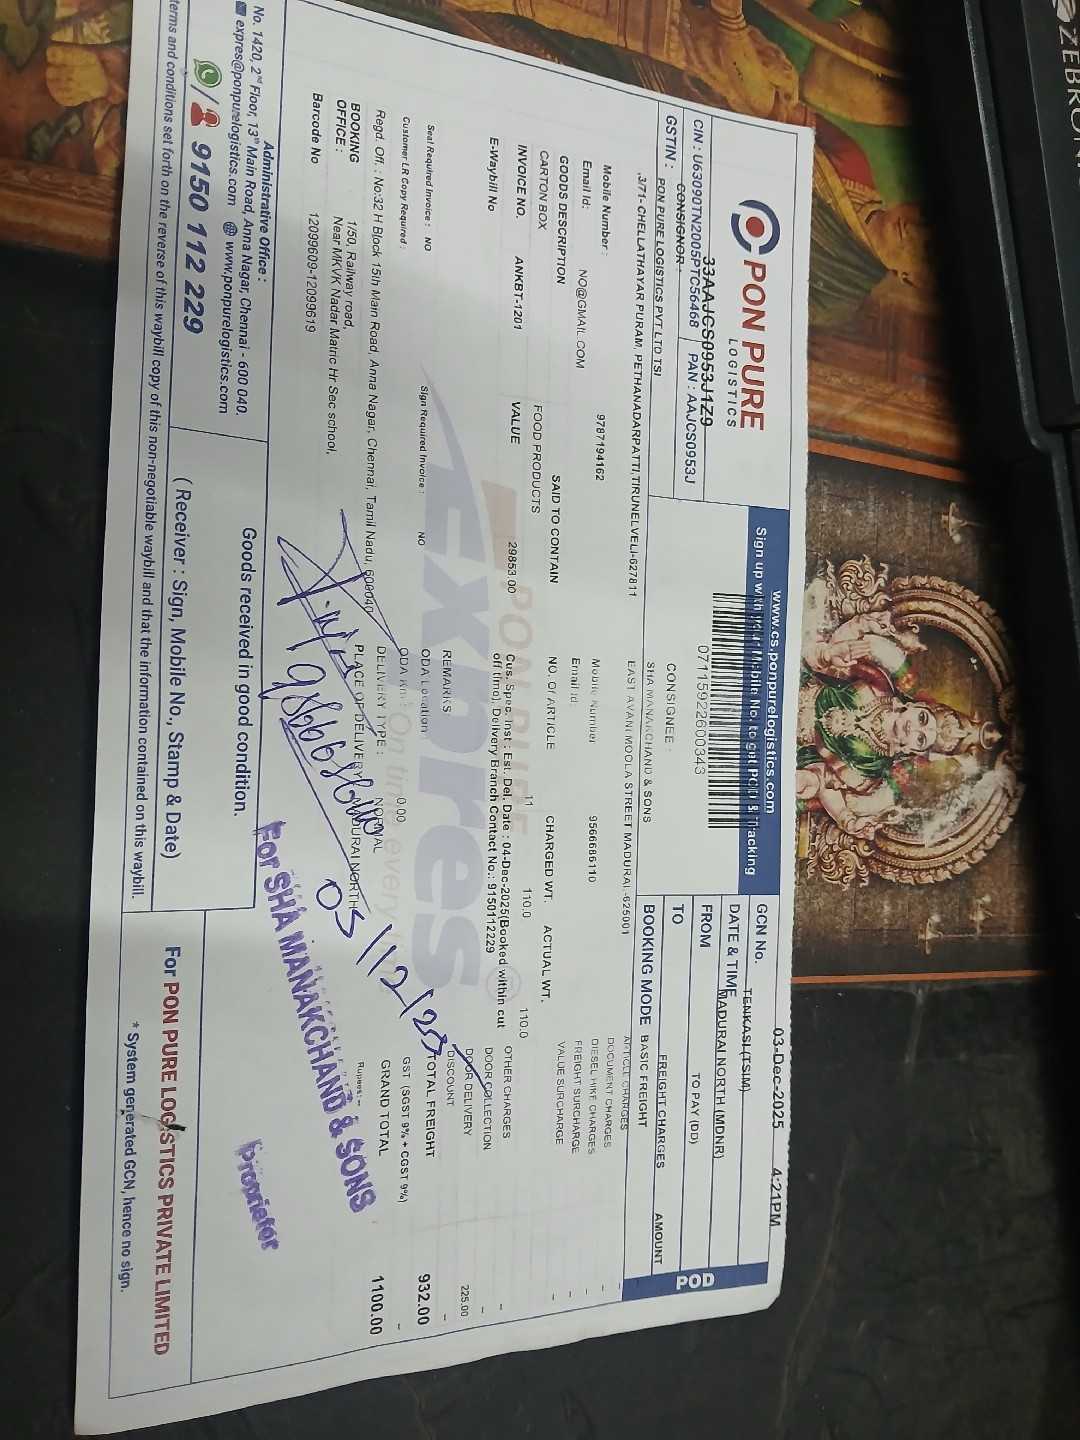 PON PURE
LOGISTICS
www.cs.ponpurelogistics.com
Sign up with your Mobile No. to get POD & Tracking
33AAJCS0953J1Z9
CIN : U63090TN2005PTC56468
PAN : AAJCS0953J
GSTIN :
07115922600343
GCN No.
03-Dec-2025 4:21PM
DATE & TIME
TENKASI (TSIM)
FROM
MADURAI NORTH (MDNR)
TO
TO PAY (DD)
BOOKING MODE
FREIGHT CHARGES
AMOUNT
POD
CONSIGNOR :
PON PURE LOGISTICS PVT LTD TSI
,3/71- CHELLATHAYAR PURAM, PETHANADARPATTI,TIRUNELVELI-627811
Mobile Number : 9787194162
Email Id: NO@GMAIL.COM
CONSIGNEE :
SHA MANAKCHAND & SONS
EAST AVANI MOOLA STREET MADURAI,-625001
Mobile Number 9566686110
Email Id:
GOODS DESCRIPTION
SAID TO CONTAIN
NO. OF ARTICLE
CHARGED WT.
ACTUAL WT.
CARTON BOX
FOOD PRODUCTS
11
110.0
110.0
INVOICE NO. ANKBT-1201
VALUE 29853.00
E-Waybill No
Cus. Spec. Inst : Est. Del. Date : 04-Dec-2025(Booked within cut
off time), Delivery Branch Contact No.: 9150112229
BASIC FREIGHT
ARTICLE CHARGES
DOCUMENT CHARGES -
DIESEL HIKE CHARGES -
FREIGHT SURCHARGE -
VALUE SURCHARGE -
OTHER CHARGES -
DOOR COLLECTION -
DOOR DELIVERY 225.00
DISCOUNT -
TOTAL FREIGHT 932.00
GST (SGST 9% + CGST 9%) -
GRAND TOTAL 1100.00
Rupees:--
PON PURE
Expres
On time every time
REMARKS
ODA Location
ODA Km : 0.00
DELIVERY TYPE : NORMAL
PLACE OF DELIVERY MADURAI NORTH
Seal Required Invoice : NO
Sign Required Invoice : NO
Customer LR Copy Required :
Regd. Off. : No:32 H Block 15th Main Road, Anna Nagar, Chennai, Tamil Nadu, 600040
BOOKING
OFFICE :
1/50, Railway road,
Near MKVK Nadar Matric Hr Sec school,
Barcode No 12099609-12099619
05/12/25
For SHA MANAKCHAND & SONS
Proprietor
Administrative Office :
No. 1420, 2nd Floor, 13th Main Road, Anna Nagar, Chennai - 600 040.
expres@ponpurelogistics.com www.ponpurelogistics.com
9150 112 229
Goods received in good condition.
( Receiver : Sign, Mobile No., Stamp & Date)
For PON PURE LOGISTICS PRIVATE LIMITED
* System generated GCN, hence no sign.
terms and conditions set forth on the reverse of this waybill copy of this non-negotiable waybill and that the information contained on this waybill.